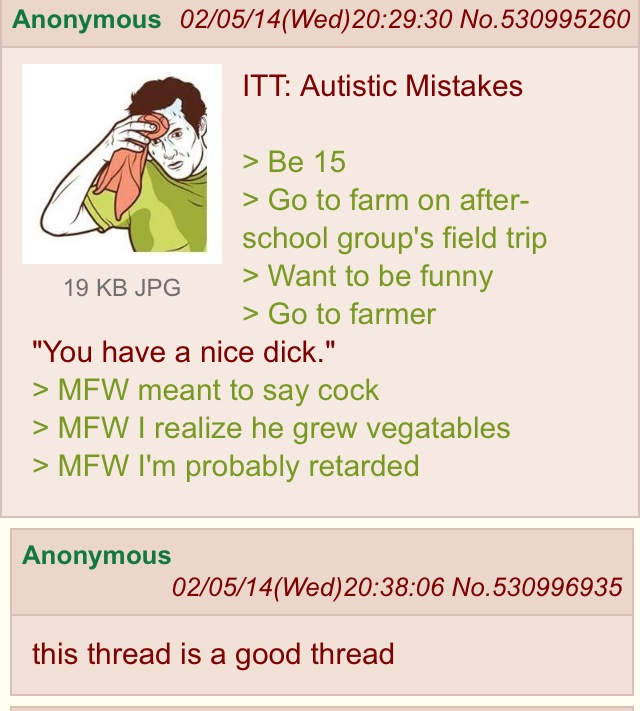 Anonymous 02/05/14(Wed)20:29:30 No.530995260
ITT: Autistic Mistakes
> Be 15
> Go to farm on after-
school group's field trip
> Want to be funny
19 KB JPG
> Go to farmer
"You have a nice dick."
> MFW meant to say cock
> MFW I realize he grew vegatables
> MFW I'm probably retarded
Anonymous
02/05/14(Wed)20:38:06 No.530996935
this thread is a good thread